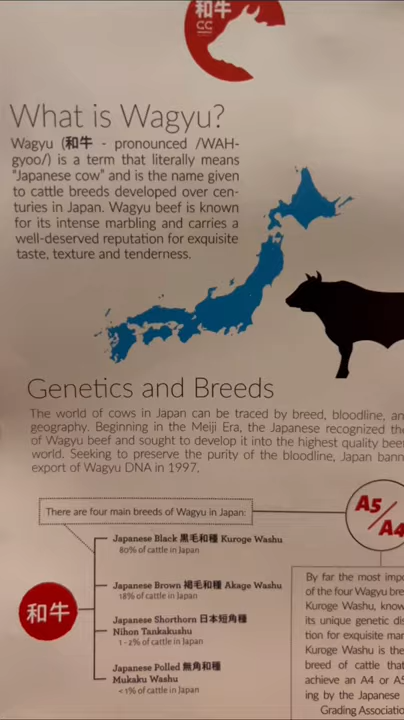 和牛
CC
What is Wagyu?
Wagyu (和牛 - pronounced /WAH-
gyoo/) is a term that literally means
“Japanese cow” and is the name given
to cattle breeds developed over cen-
turies in Japan. Wagyu beef is known
for its intense marbling and carries a
well-deserved reputation for exquisite
taste, texture and tenderness.
Genetics and Breeds
The world of cows in Japan can be traced by breed, bloodline, an
geography. Beginning in the Meiji Era, the Japanese recognized the
of Wagyu beef and sought to develop it into the highest quality bee
world. Seeking to preserve the purity of the bloodline, Japan bann
export of Wagyu DNA in 1997.
There are four main breeds of Wagyu in Japan:
A5/A4
Japanese Black 黒毛和種 Kuroge Washu
80% of cattle in Japan
Japanese Brown 褐毛和種 Akage Washu
18% of cattle in Japan
和牛
Japanese Shorthorn 日本短角種
Nihon Tankakushu
1 - 2% of cattle in Japan
Japanese Polled 無角和種
Mukaku Washu
< 1% of cattle in Japan
By far the most impo
of the four Wagyu bre
Kuroge Washu, know
its unique genetic dis
tion for exquisite mar
Kuroge Washu is the
breed of cattle that
achieve an A4 or A5
ing by the Japanese
Grading Associatio